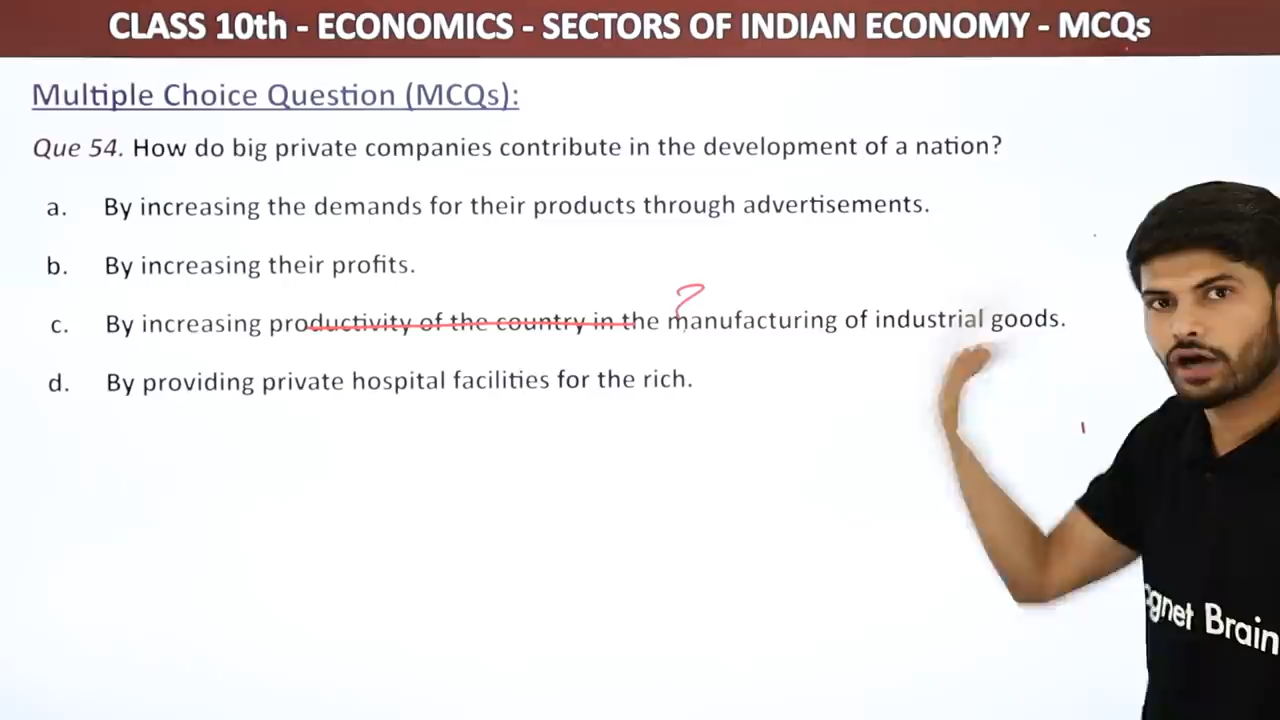 CLASS 10th - ECONOMICS - SECTORS OF INDIAN ECONOMY - MCQs
Multiple Choice Question (MCQs):
Que 54. How do big private companies contribute in the development of a nation?
a. By increasing the demands for their products through advertisements.
b. By increasing their profits.
?
c. By increasing productivity of the country in the manufacturing of industrial goods.
d. By providing private hospital facilities for the rich.
gnet Brain